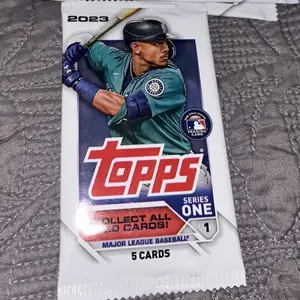 2023
TOPPS
SERIES
ONE
COLLECT ALL
CARDS!
1
MAJOR LEAGUE BASEBALL
5 CARDS